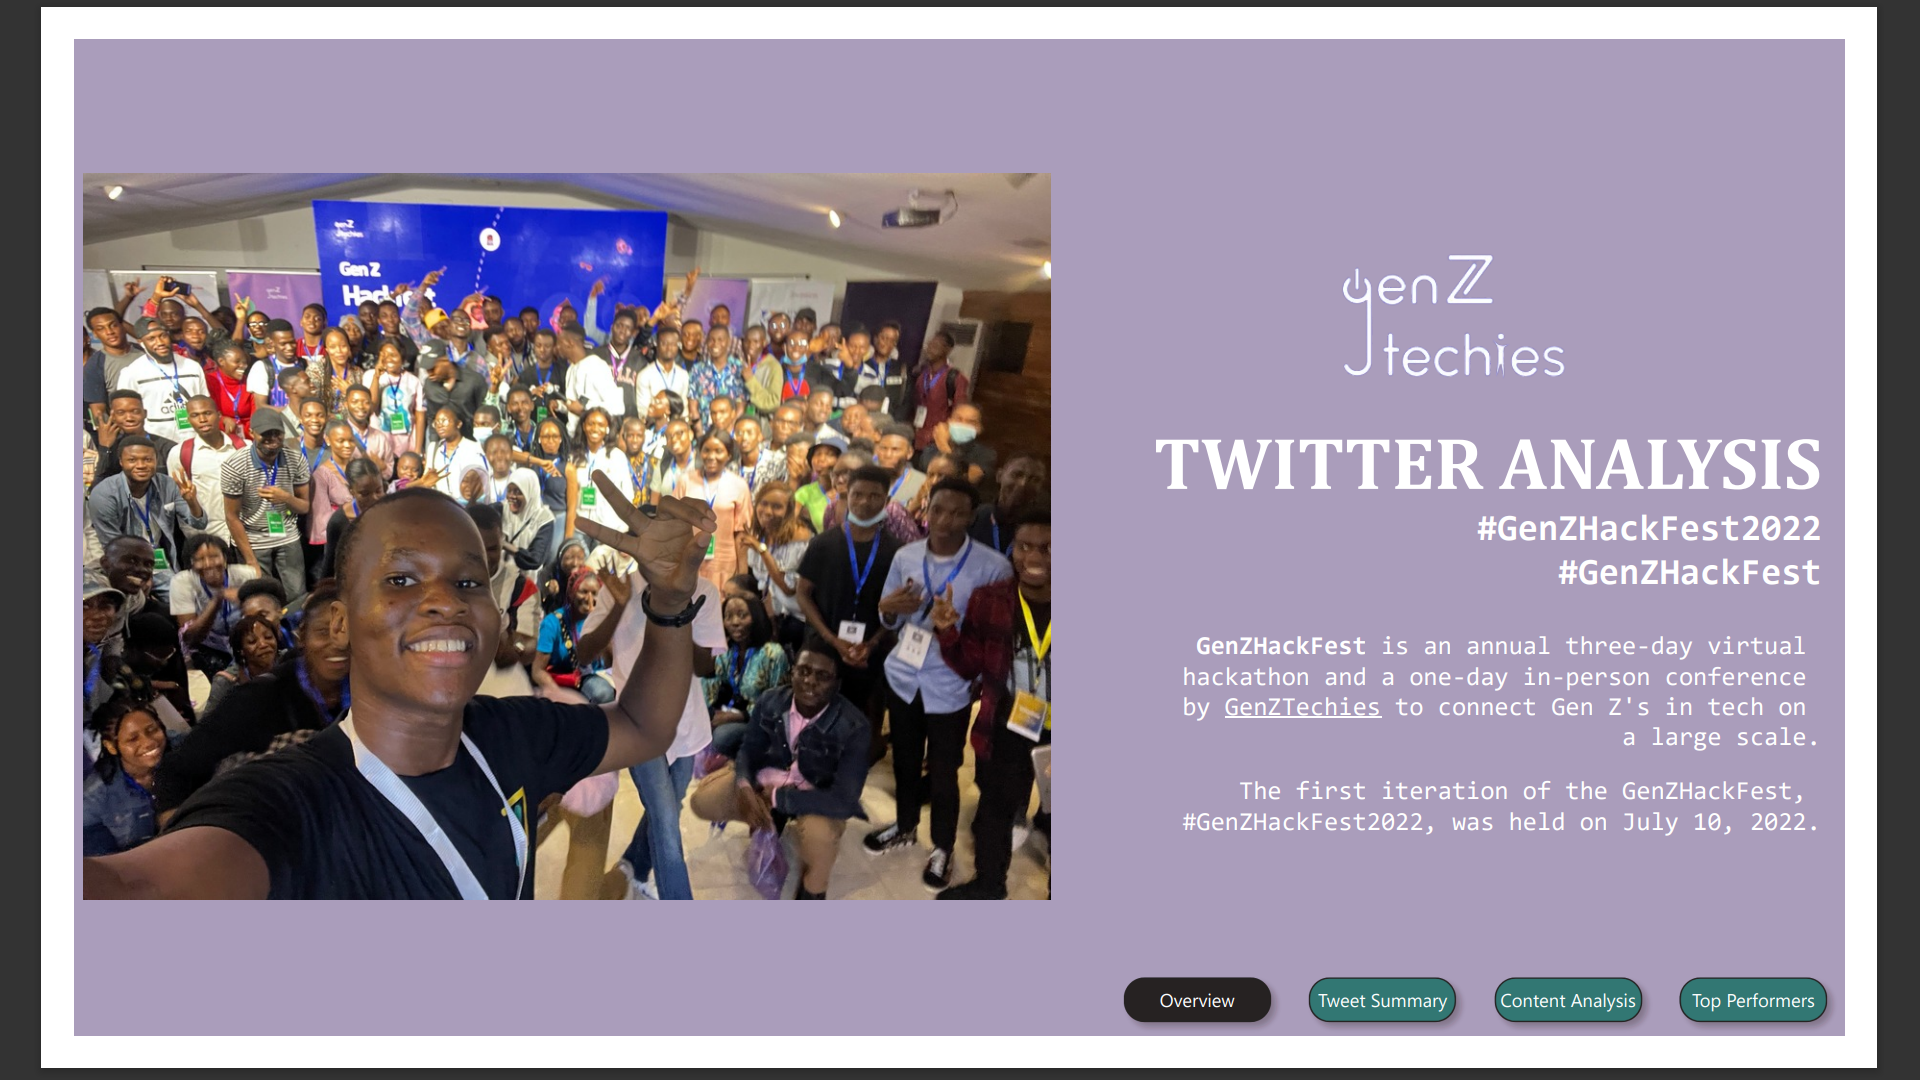 genZ
techies
Gen Z
genZ
techies
TWITTER ANALYSIS
#GenZHackFest2022
#GenZHackFest
GenZHackFest is an annual three-day virtual
hackathon and a one-day in-person conference
by GenZTechies to connect Gen Z's in tech on
a large scale.
The first iteration of the GenZHackFest,
#GenZHackFest2022, was held on July 10, 2022.
Overview
Tweet Summary
Content Analysis
Top Performers